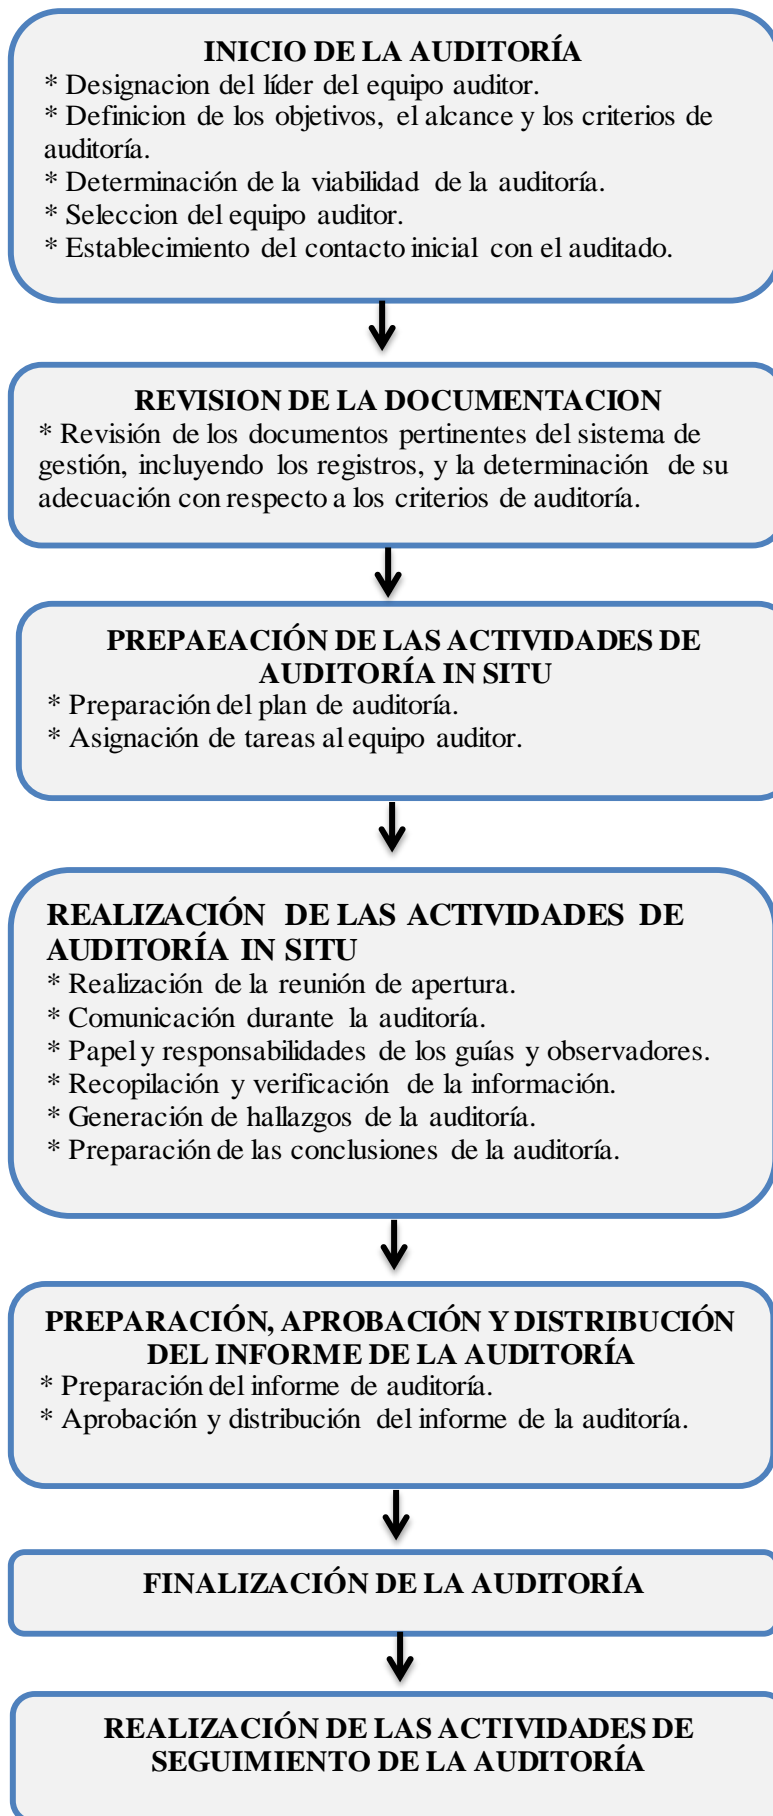 INICIO DE LA AUDITORÍA
* Designacion del líder del equipo auditor.
* Definicion de los objetivos, el alcance y los criterios de
auditoría.
* Determinación de la viabilidad de la auditoría.
* Seleccion del equipo auditor.
* Establecimiento del contacto inicial con el auditado.
REVISION DE LA DOCUMENTACION
* Revisión de los documentos pertinentes del sistema de
gestión, incluyendo los registros, y la determinación de su
adecuación con respecto a los criterios de auditoría.
PREPAEACIÓN DE LAS ACTIVIDADES DE
AUDITORÍA IN SITU
* Preparación del plan de auditoría.
* Asignación de tareas al equipo auditor.
REALIZACIÓN DE LAS ACTIVIDADES DE
AUDITORÍA IN SITU
* Realización de la reunión de apertura.
* Comunicación durante la auditoría.
* Papel y responsabilidades de los guías y observadores.
* Recopilación y verificación de la información.
* Generación de hallazgos de la auditoría.
* Preparación de las conclusiones de la auditoría.
PREPARACIÓN, APROBACIÓN Y DISTRIBUCIÓN
DEL INFORME DE LA AUDITORÍA
* Preparación del informe de auditoría.
* Aprobación y distribución del informe de la auditoría.
FINALIZACIÓN DE LA AUDITORÍA
REALIZACIÓN DE LAS ACTIVIDADES DE
SEGUIMIENTO DE LA AUDITORÍA